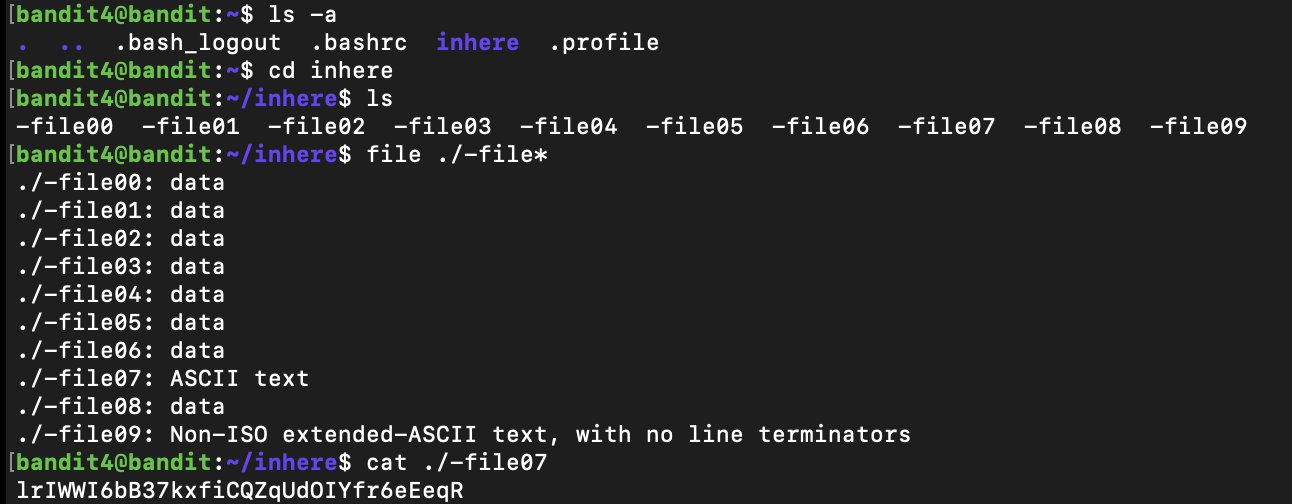 [bandit4@bandit:~$ ls -a
.  ..  .bash_logout  .bashrc  inhere  .profile
[bandit4@bandit:~$ cd inhere
[bandit4@bandit:~/inhere$ ls
-file00  -file01  -file02  -file03  -file04  -file05  -file06  -file07  -file08  -file09
[bandit4@bandit:~/inhere$ file ./-file*
./-file00: data
./-file01: data
./-file02: data
./-file03: data
./-file04: data
./-file05: data
./-file06: data
./-file07: ASCII text
./-file08: data
./-file09: Non-ISO extended-ASCII text, with no line terminators
[bandit4@bandit:~/inhere$ cat ./-file07
lrIWWI6bB37kxfiCQZqUdOIYfr6eEeqR